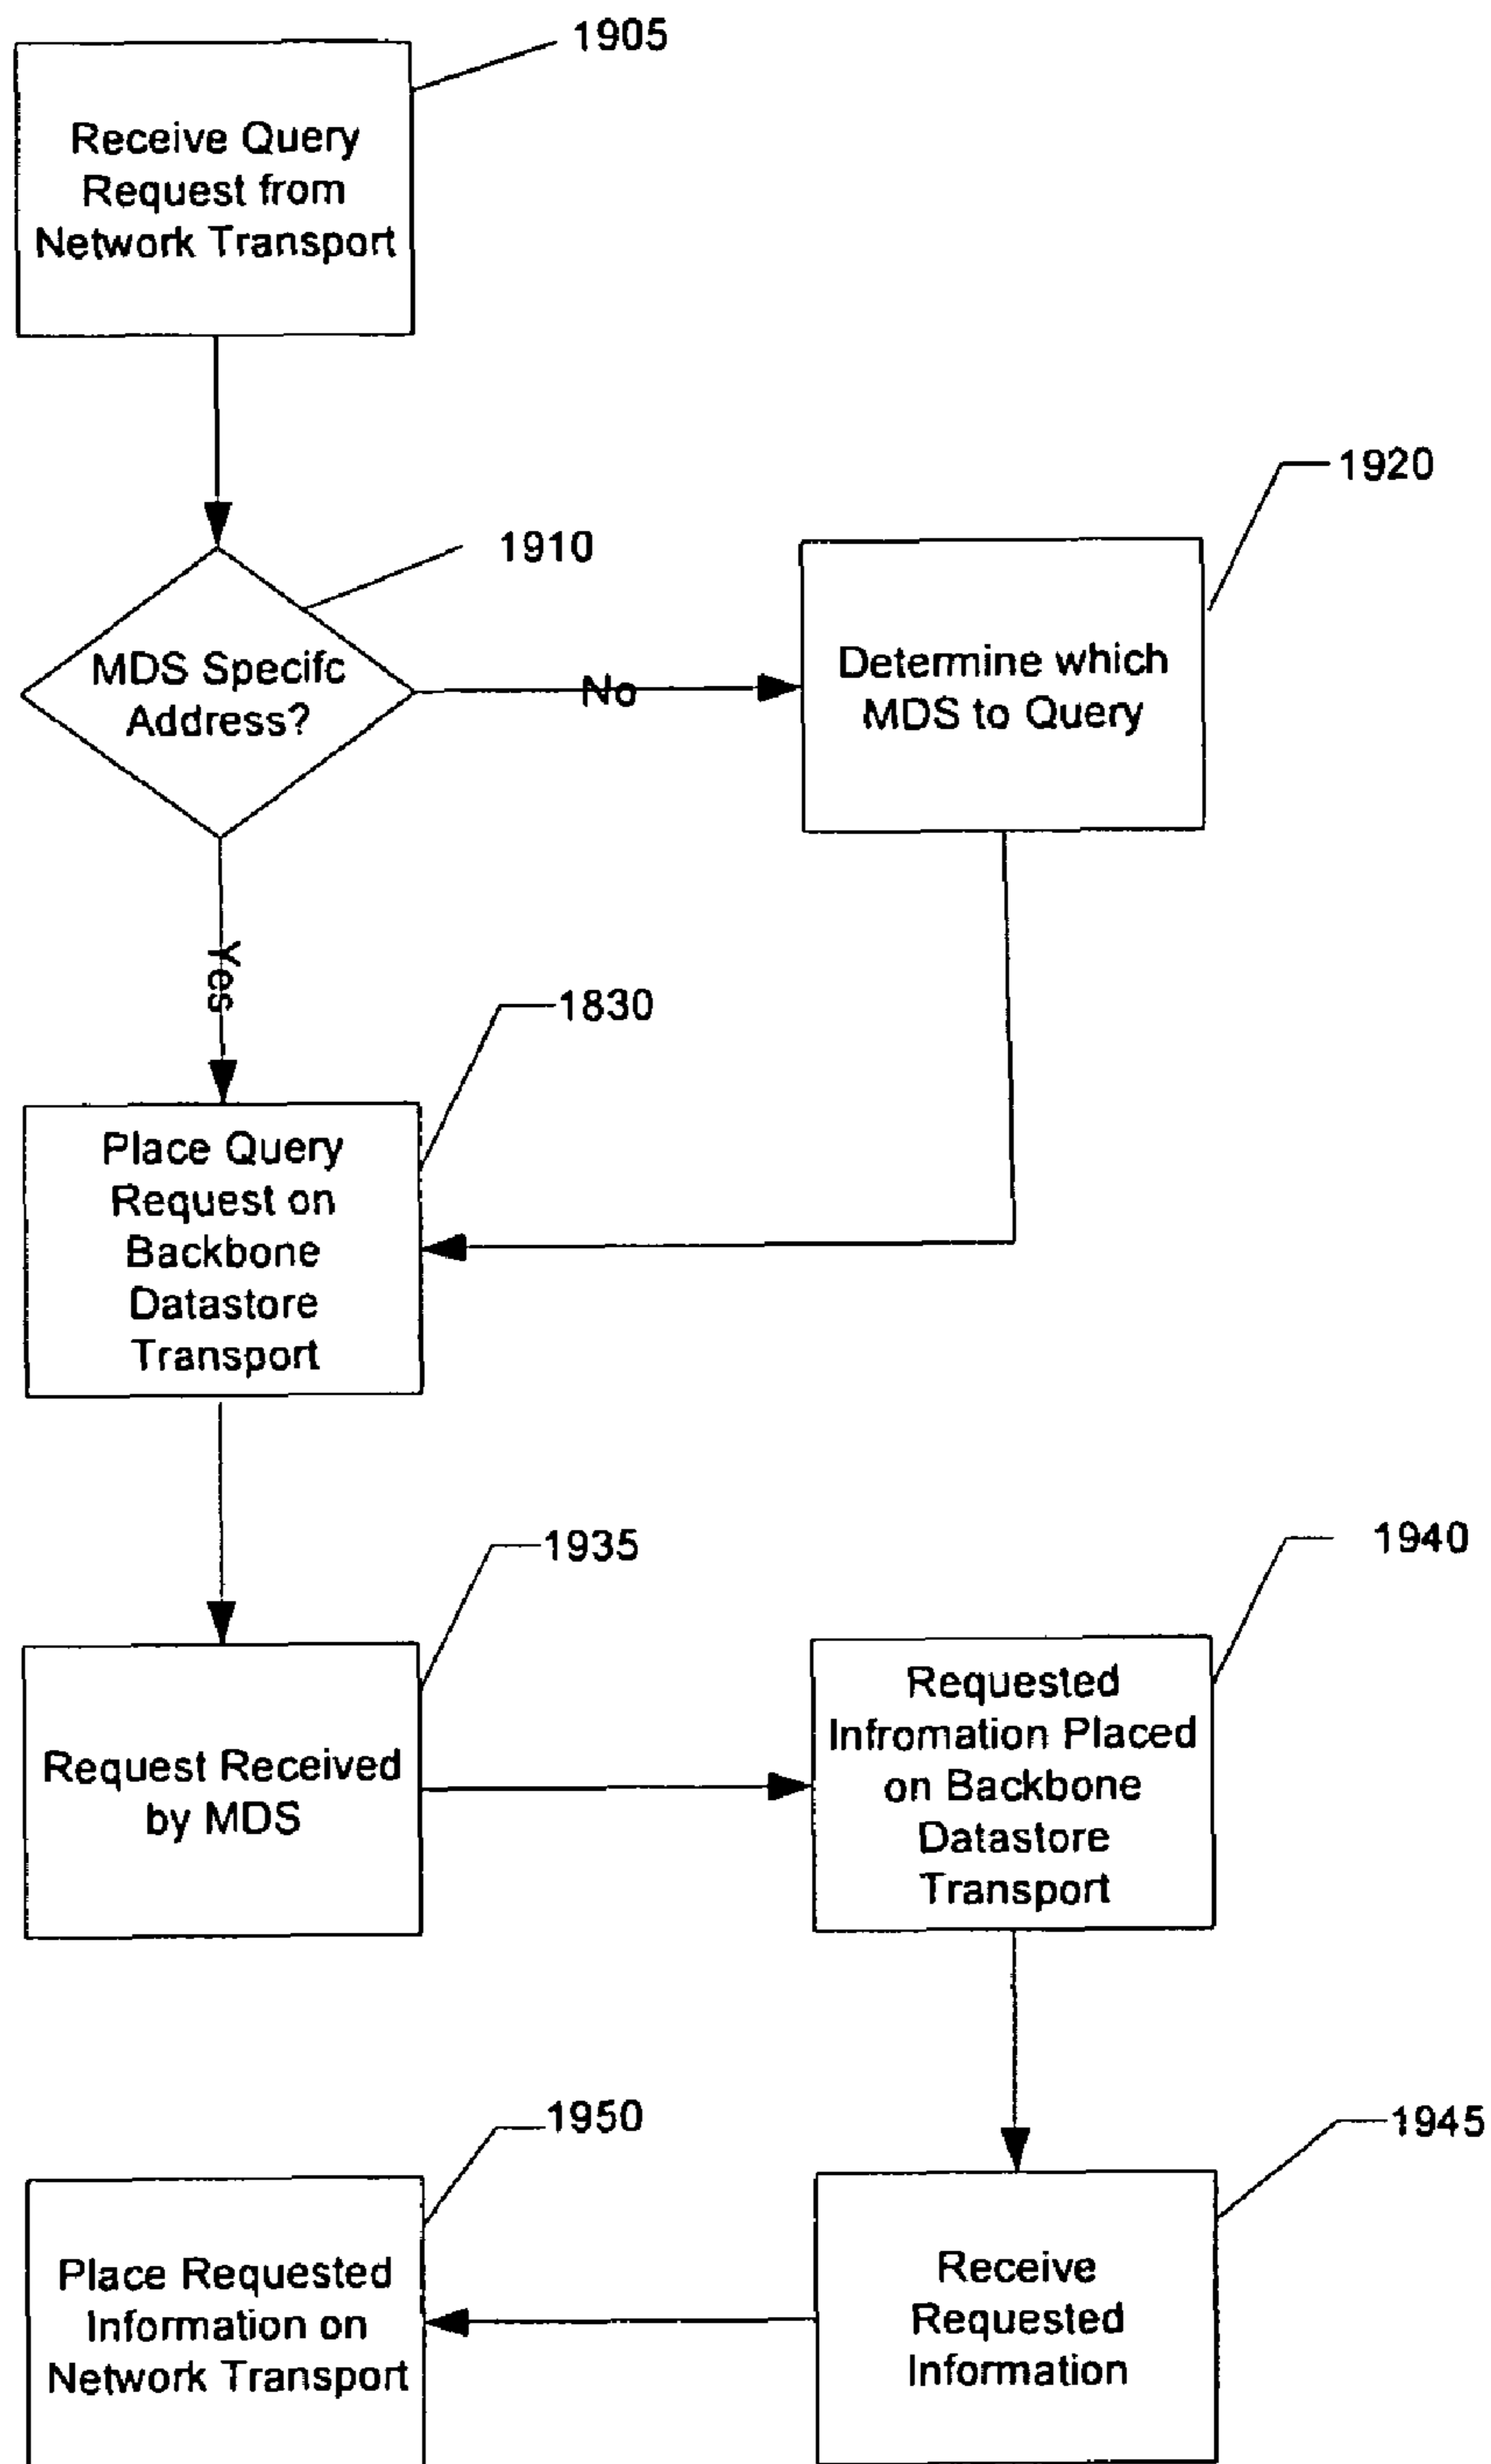 1905
Receive Query
Request from
Network Transport
1910
MDS Specifc
Address?
No
1920
Determine which
MDS to Query
Yes
1830
Place Query
Request on
Backbone
Datastore
Transport
1935
Request Received
by MDS
1940
Requested
Infromation Placed
on Backbone
Datastore
Transport
1945
Receive
Requested
Information
1950
Place Requested
Information on
Network Transport